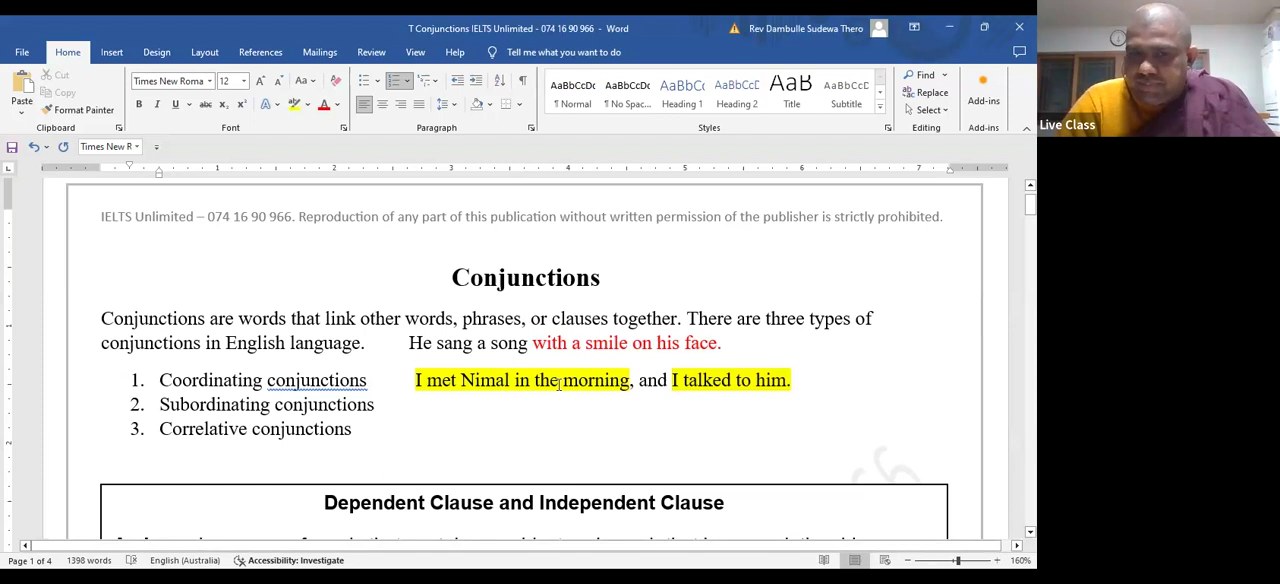 T Conjunctions IELTS Unlimited - 074 16 90 966 - Word
Rev Dambulle Sudewa Thero
File Home Insert Design Layout References Mailings Review View Help Tell me what you want to do
Cut
Copy
Paste Format Painter
Clipboard
Times New Roma 12
Font
Paragraph
AaBbCcDc AaBbCcDc AaBbCc AaBbCcD AaB AaBbCcD
¶ Normal ¶ No Spac... Heading 1 Heading 2 Title Subtitle
Styles
Find
Replace
Select
Editing
Add-ins
Add-ins
Live Class
Times New R
IELTS Unlimited – 074 16 90 966. Reproduction of any part of this publication without written permission of the publisher is strictly prohibited.
Conjunctions
Conjunctions are words that link other words, phrases, or clauses together. There are three types of
conjunctions in English language. He sang a song with a smile on his face.
1. Coordinating conjunctions I met Nimal in the morning, and I talked to him.
2. Subordinating conjunctions
3. Correlative conjunctions
Dependent Clause and Independent Clause
Page 1 of 4 1398 words English (Australia) Accessibility: Investigate 160%